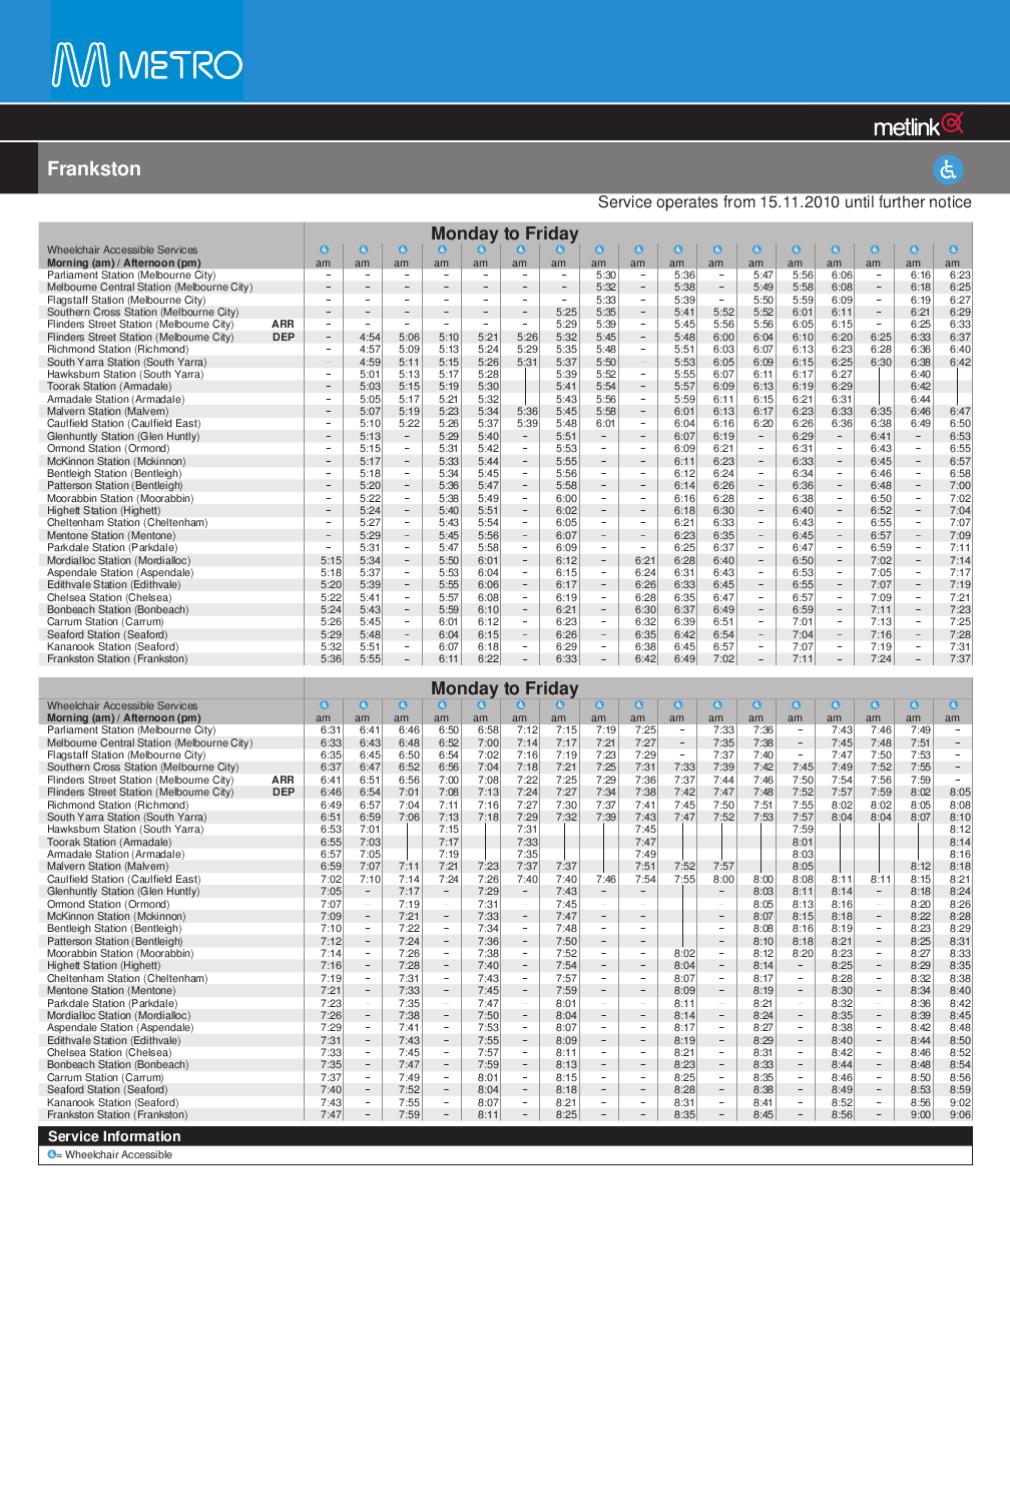 METRO
metlink
Frankston
Service operates from 15.11.2010 until further notice
Monday to Friday
Wheelchair Accessible Services
Morning (am) / Afternoon (pm) am am am am am am am am am am am am am am am am am
Parliament Station (Melbourne City) – – – – – – – 5:30 – 5:36 – 5:47 5:56 6:06 – 6:16 6:23
Melbourne Central Station (Melbourne City) – – – – – – – 5:32 – 5:38 – 5:49 5:58 6:08 – 6:18 6:25
Flagstaff Station (Melbourne City) – – – – – – – 5:33 – 5:39 – 5:50 5:59 6:09 – 6:19 6:27
Southern Cross Station (Melbourne City) – – – – – – 5:25 5:35 – 5:41 5:52 5:52 6:01 6:11 – 6:21 6:29
Flinders Street Station (Melbourne City) ARR – – – – – – 5:29 5:39 – 5:45 5:56 5:56 6:05 6:15 – 6:25 6:33
Flinders Street Station (Melbourne City) DEP – 4:54 5:06 5:10 5:21 5:26 5:32 5:45 – 5:48 6:00 6:04 6:10 6:20 6:25 6:33 6:37
Richmond Station (Richmond) – 4:57 5:09 5:13 5:24 5:29 5:35 5:48 – 5:51 6:03 6:07 6:13 6:23 6:28 6:36 6:40
South Yarra Station (South Yarra) – 4:59 5:11 5:15 5:26 5:31 5:37 5:50 – 5:53 6:05 6:09 6:15 6:25 6:30 6:38 6:42
Hawksburn Station (South Yarra) – 5:01 5:13 5:17 5:28 5:39 5:52 – 5:55 6:07 6:11 6:17 6:27 6:40
Toorak Station (Armadale) – 5:03 5:15 5:19 5:30 5:41 5:54 – 5:57 6:09 6:13 6:19 6:29 6:42
Armadale Station (Armadale) – 5:05 5:17 5:21 5:32 5:43 5:56 – 5:59 6:11 6:15 6:21 6:31 6:44
Malvern Station (Malvern) – 5:07 5:19 5:23 5:34 5:36 5:45 5:58 – 6:01 6:13 6:17 6:23 6:33 6:35 6:46 6:47
Caulfield Station (Caulfield East) – 5:10 5:22 5:26 5:37 5:39 5:48 6:01 – 6:04 6:16 6:20 6:26 6:36 6:38 6:49 6:50
Glenhuntly Station (Glen Huntly) – 5:13 – 5:29 5:40 – 5:51 – – 6:07 6:19 – 6:29 – 6:41 – 6:53
Ormond Station (Ormond) – 5:15 – 5:31 5:42 – 5:53 – – 6:09 6:21 – 6:31 – 6:43 – 6:55
McKinnon Station (Mckinnon) – 5:17 – 5:33 5:44 – 5:55 – – 6:11 6:23 – 6:33 – 6:45 – 6:57
Bentleigh Station (Bentleigh) – 5:18 – 5:34 5:45 – 5:56 – – 6:12 6:24 – 6:34 – 6:46 – 6:58
Patterson Station (Bentleigh) – 5:20 – 5:36 5:47 – 5:58 – – 6:14 6:26 – 6:36 – 6:48 – 7:00
Moorabbin Station (Moorabbin) – 5:22 – 5:38 5:49 – 6:00 – – 6:16 6:28 – 6:38 – 6:50 – 7:02
Highett Station (Highett) – 5:24 – 5:40 5:51 – 6:02 – – 6:18 6:30 – 6:40 – 6:52 – 7:04
Cheltenham Station (Cheltenham) – 5:27 – 5:43 5:54 – 6:05 – – 6:21 6:33 – 6:43 – 6:55 – 7:07
Mentone Station (Mentone) – 5:29 – 5:45 5:56 – 6:07 – – 6:23 6:35 – 6:45 – 6:57 – 7:09
Parkdale Station (Parkdale) – 5:31 – 5:47 5:58 – 6:09 – – 6:25 6:37 – 6:47 – 6:59 – 7:11
Mordialloc Station (Mordialloc) 5:15 5:34 – 5:50 6:01 – 6:12 – 6:21 6:28 6:40 – 6:50 – 7:02 – 7:14
Aspendale Station (Aspendale) 5:18 5:37 – 5:53 6:04 – 6:15 – 6:24 6:31 6:43 – 6:53 – 7:05 – 7:17
Edithvale Station (Edithvale) 5:20 5:39 – 5:55 6:06 – 6:17 – 6:26 6:33 6:45 – 6:55 – 7:07 – 7:19
Chelsea Station (Chelsea) 5:22 5:41 – 5:57 6:08 – 6:19 – 6:28 6:35 6:47 – 6:57 – 7:09 – 7:21
Bonbeach Station (Bonbeach) 5:24 5:43 – 5:59 6:10 – 6:21 – 6:30 6:37 6:49 – 6:59 – 7:11 – 7:23
Carrum Station (Carrum) 5:26 5:45 – 6:01 6:12 – 6:23 – 6:32 6:39 6:51 – 7:01 – 7:13 – 7:25
Seaford Station (Seaford) 5:29 5:48 – 6:04 6:15 – 6:26 – 6:35 6:42 6:54 – 7:04 – 7:16 – 7:28
Kananook Station (Seaford) 5:32 5:51 – 6:07 6:18 – 6:29 – 6:38 6:45 6:57 – 7:07 – 7:19 – 7:31
Frankston Station (Frankston) 5:36 5:55 – 6:11 6:22 – 6:33 – 6:42 6:49 7:02 – 7:11 – 7:24 – 7:37
Monday to Friday
Wheelchair Accessible Services
Morning (am) / Afternoon (pm) am am am am am am am am am am am am am am am am am
Parliament Station (Melbourne City) 6:31 6:41 6:46 6:50 6:58 7:12 7:15 7:19 7:25 – 7:33 7:36 – 7:43 7:46 7:49 –
Melbourne Central Station (Melbourne City) 6:33 6:43 6:48 6:52 7:00 7:14 7:17 7:21 7:27 – 7:35 7:38 – 7:45 7:48 7:51 –
Flagstaff Station (Melbourne City) 6:35 6:45 6:50 6:54 7:02 7:16 7:19 7:23 7:29 – 7:37 7:40 – 7:47 7:50 7:53 –
Southern Cross Station (Melbourne City) 6:37 6:47 6:52 6:56 7:04 7:18 7:21 7:25 7:31 7:33 7:39 7:42 7:45 7:49 7:52 7:55 –
Flinders Street Station (Melbourne City) ARR 6:41 6:51 6:56 7:00 7:08 7:22 7:25 7:29 7:36 7:37 7:44 7:46 7:50 7:54 7:56 7:59 –
Flinders Street Station (Melbourne City) DEP 6:46 6:54 7:01 7:08 7:13 7:24 7:27 7:34 7:38 7:42 7:47 7:48 7:52 7:57 7:59 8:02 8:05
Richmond Station (Richmond) 6:49 6:57 7:04 7:11 7:16 7:27 7:30 7:37 7:41 7:45 7:50 7:51 7:55 8:02 8:02 8:05 8:08
South Yarra Station (South Yarra) 6:51 6:59 7:06 7:13 7:18 7:29 7:32 7:39 7:43 7:47 7:52 7:53 7:57 8:04 8:04 8:07 8:10
Hawksburn Station (South Yarra) 6:53 7:01 7:15 7:31 7:45 7:59 8:12
Toorak Station (Armadale) 6:55 7:03 7:17 7:33 7:47 8:01 8:14
Armadale Station (Armadale) 6:57 7:05 7:19 7:35 7:49 8:03 8:16
Malvern Station (Malvern) 6:59 7:07 7:11 7:21 7:23 7:37 7:37 7:51 7:52 7:57 8:05 8:12 8:18
Caulfield Station (Caulfield East) 7:02 7:10 7:14 7:24 7:26 7:40 7:40 7:46 7:54 7:55 8:00 8:00 8:08 8:11 8:11 8:15 8:21
Glenhuntly Station (Glen Huntly) 7:05 – 7:17 – 7:29 – 7:43 – – – 8:03 8:11 8:14 – 8:18 8:24
Ormond Station (Ormond) 7:07 – 7:19 – 7:31 – 7:45 – – – 8:05 8:13 8:16 – 8:20 8:26
McKinnon Station (Mckinnon) 7:09 – 7:21 – 7:33 – 7:47 – – – 8:07 8:15 8:18 – 8:22 8:28
Bentleigh Station (Bentleigh) 7:10 – 7:22 – 7:34 – 7:48 – – – 8:08 8:16 8:19 – 8:23 8:29
Patterson Station (Bentleigh) 7:12 – 7:24 – 7:36 – 7:50 – – – 8:10 8:18 8:21 – 8:25 8:31
Moorabbin Station (Moorabbin) 7:14 – 7:26 – 7:38 – 7:52 – – 8:02 – 8:12 8:20 8:23 – 8:27 8:33
Highett Station (Highett) 7:16 – 7:28 – 7:40 – 7:54 – – 8:04 – 8:14 – 8:25 – 8:29 8:35
Cheltenham Station (Cheltenham) 7:19 – 7:31 – 7:43 – 7:57 – – 8:07 – 8:17 – 8:28 – 8:32 8:38
Mentone Station (Mentone) 7:21 – 7:33 – 7:45 – 7:59 – – 8:09 – 8:19 – 8:30 – 8:34 8:40
Parkdale Station (Parkdale) 7:23 – 7:35 – 7:47 – 8:01 – – 8:11 – 8:21 – 8:32 – 8:36 8:42
Mordialloc Station (Mordialloc) 7:26 – 7:38 – 7:50 – 8:04 – – 8:14 – 8:24 – 8:35 – 8:39 8:45
Aspendale Station (Aspendale) 7:29 – 7:41 – 7:53 – 8:07 – – 8:17 – 8:27 – 8:38 – 8:42 8:48
Edithvale Station (Edithvale) 7:31 – 7:43 – 7:55 – 8:09 – – 8:19 – 8:29 – 8:40 – 8:44 8:50
Chelsea Station (Chelsea) 7:33 – 7:45 – 7:57 – 8:11 – – 8:21 – 8:31 – 8:42 – 8:46 8:52
Bonbeach Station (Bonbeach) 7:35 – 7:47 – 7:59 – 8:13 – – 8:23 – 8:33 – 8:44 – 8:48 8:54
Carrum Station (Carrum) 7:37 – 7:49 – 8:01 – 8:15 – – 8:25 – 8:35 – 8:46 – 8:50 8:56
Seaford Station (Seaford) 7:40 – 7:52 – 8:04 – 8:18 – – 8:28 – 8:38 – 8:49 – 8:53 8:59
Kananook Station (Seaford) 7:43 – 7:55 – 8:07 – 8:21 – – 8:31 – 8:41 – 8:52 – 8:56 9:02
Frankston Station (Frankston) 7:47 – 7:59 – 8:11 – 8:25 – – 8:35 – 8:45 – 8:56 – 9:00 9:06
Service Information
= Wheelchair Accessible